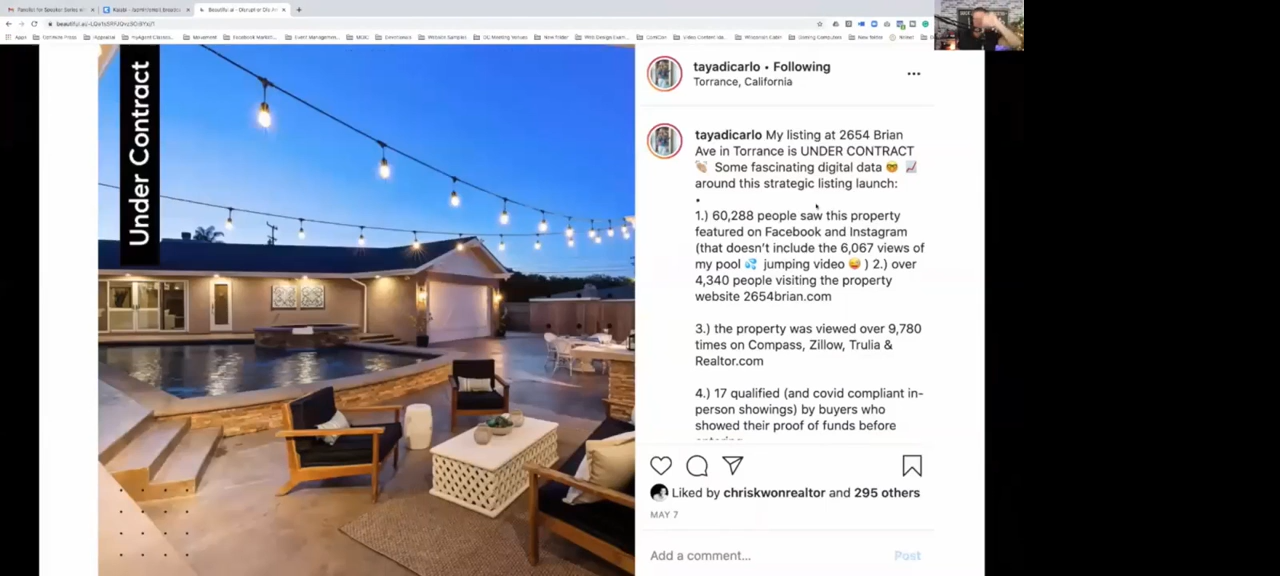 beautiful.ai
Apps
Under Contract
tayadicarlo • Following
Torrance, California
tayadicarlo My listing at 2654 Brian
Ave in Torrance is UNDER CONTRACT
👏🏼 Some fascinating digital data 🤓 📈
around this strategic listing launch:
•
1.) 60,288 people saw this property
featured on Facebook and Instagram
(that doesn’t include the 6,067 views of
my pool 💦 jumping video 😜 ) 2.) over
4,340 people visiting the property
website 2654brian.com
3.) the property was viewed over 9,780
times on Compass, Zillow, Trulia &
Realtor.com
4.) 17 qualified (and covid compliant in-
person showings) by buyers who
showed their proof of funds before
Liked by chriskwonrealtor and 295 others
MAY 7
Add a comment...
Post